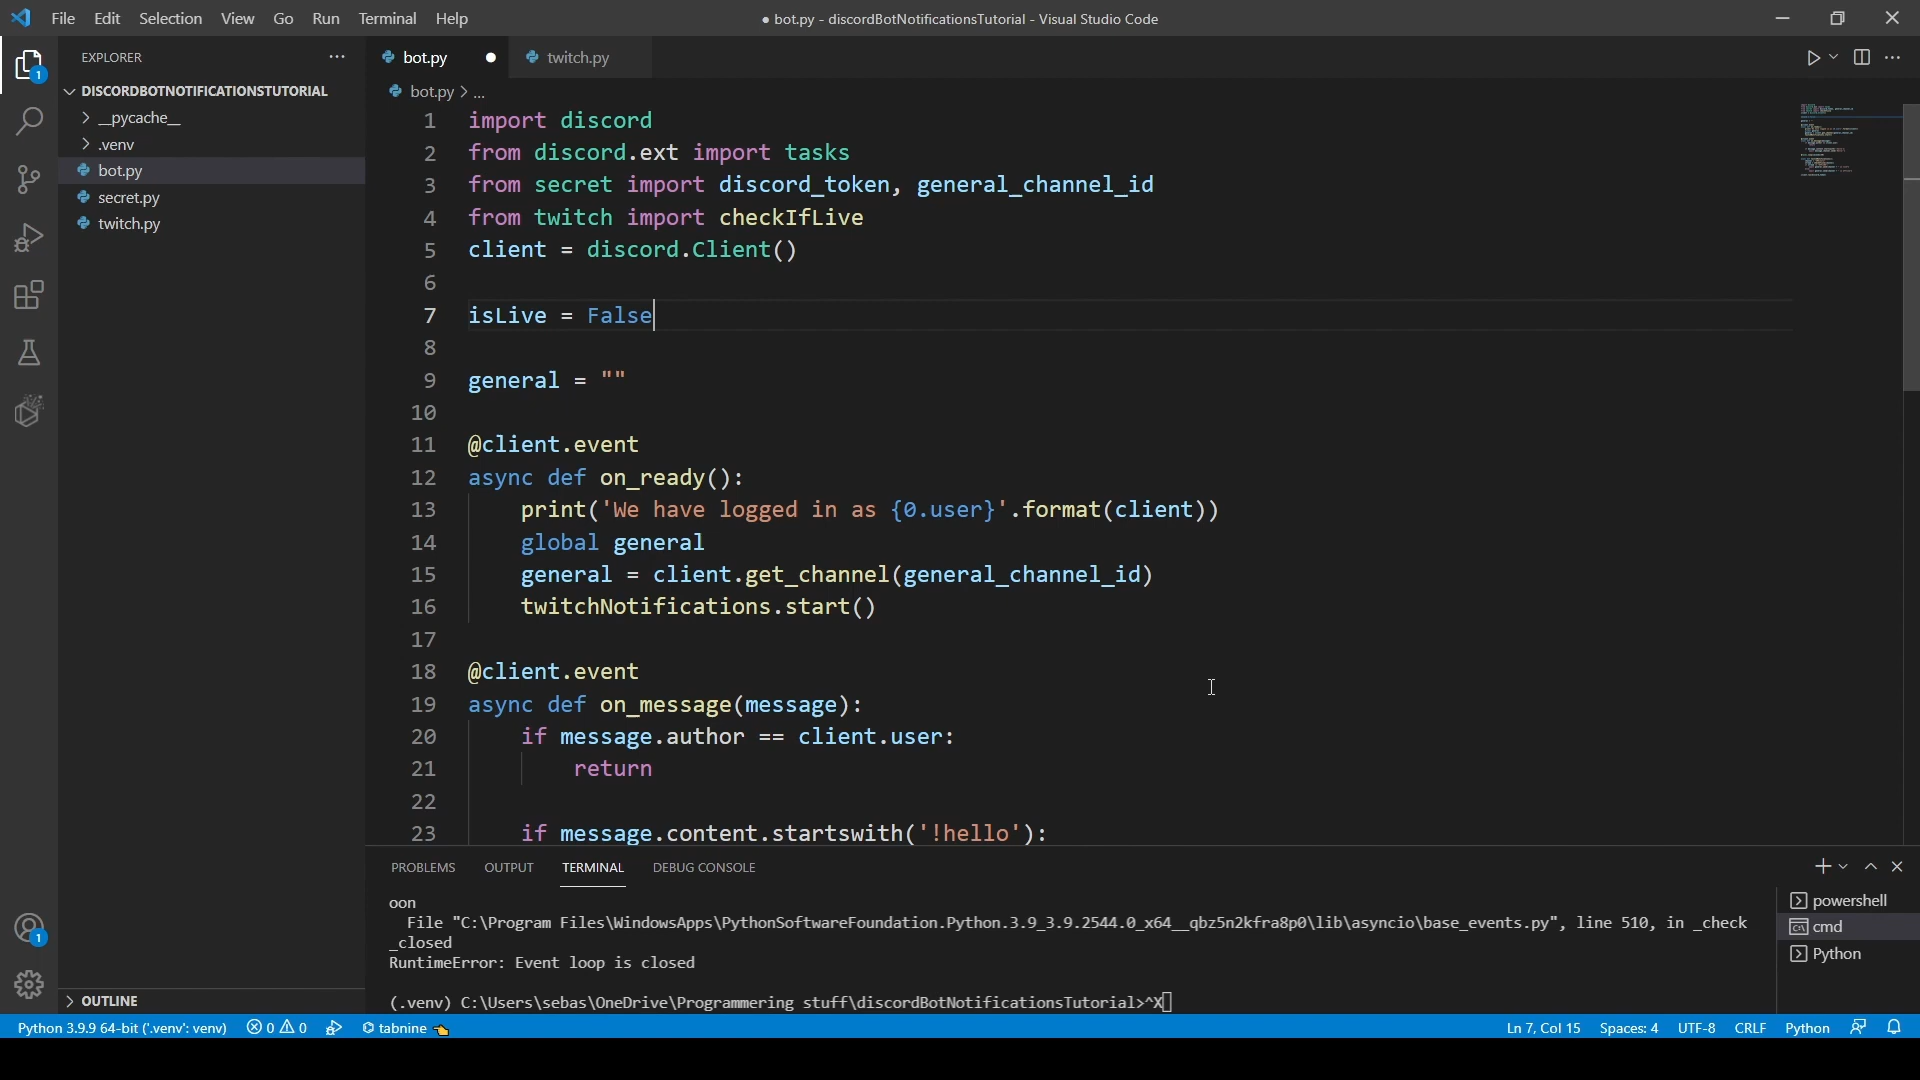 File Edit Selection View Go Run Terminal Help
● bot.py - discordBotNotificationsTutorial - Visual Studio Code
EXPLORER
DISCORDBOTNOTIFICATIONSTUTORIAL
__pycache__
.venv
bot.py
secret.py
twitch.py
OUTLINE
bot.py
twitch.py
bot.py > ...
1 import discord
2 from discord.ext import tasks
3 from secret import discord_token, general_channel_id
4 from twitch import checkIfLive
5 client = discord.Client()
6
7 isLive = False
8
9 general = ""
10
11 @client.event
12 async def on_ready():
13 print('We have logged in as {0.user}'.format(client))
14 global general
15 general = client.get_channel(general_channel_id)
16 twitchNotifications.start()
17
18 @client.event
19 async def on_message(message):
20 if message.author == client.user:
21 return
22
23 if message.content.startswith('!hello'):
PROBLEMS OUTPUT TERMINAL DEBUG CONSOLE
oon
File "C:\Program Files\WindowsApps\PythonSoftwareFoundation.Python.3.9_3.9.2544.0_x64__qbz5n2kfra8p0\lib\asyncio\base_events.py", line 510, in _check
_closed
RuntimeError: Event loop is closed
(.venv) C:\Users\sebas\OneDrive\Programmering stuff\discordBotNotificationsTutorial>^X
powershell
cmd
Python
1
1
Python 3.9.9 64-bit ('.venv': venv) 0 0 tabnine Ln 7, Col 15 Spaces: 4 UTF-8 CRLF Python